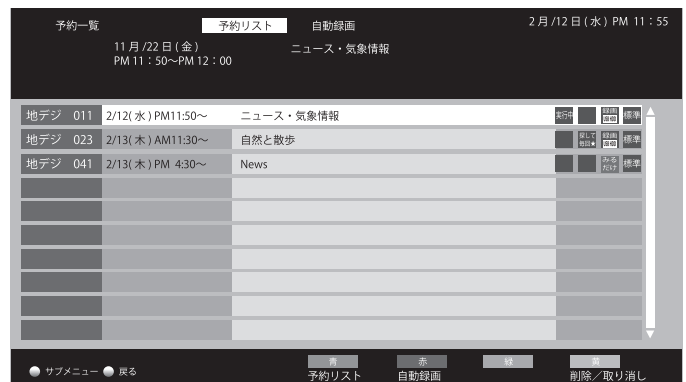 予約一覧 予約リスト 自動録画 2月/12日(水) PM 11：55
11月/22日(金) ニュース・気象情報
PM 11：50～PM 12：00
地デジ 011 2/12(水) PM11:50～ ニュース・気象情報 実行中 録画 標準
地デジ 023 2/13(木) AM11:30～ 自然と散歩 探して毎回★ 録画 標準
地デジ 041 2/13(木) PM 4:30～ News みるだけ 標準
青 赤 緑 黄
サブメニュー 戻る 予約リスト 自動録画 削除／取り消し